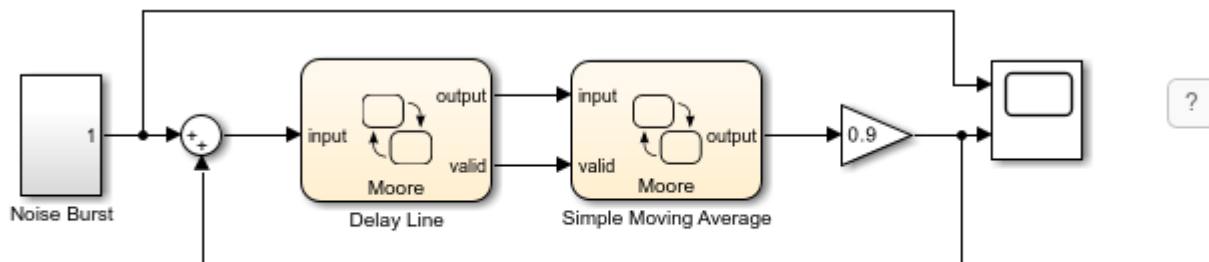 1
Noise Burst
+
+
input
output
valid
Moore
Delay Line
input
valid
output
Moore
Simple Moving Average
0.9
?